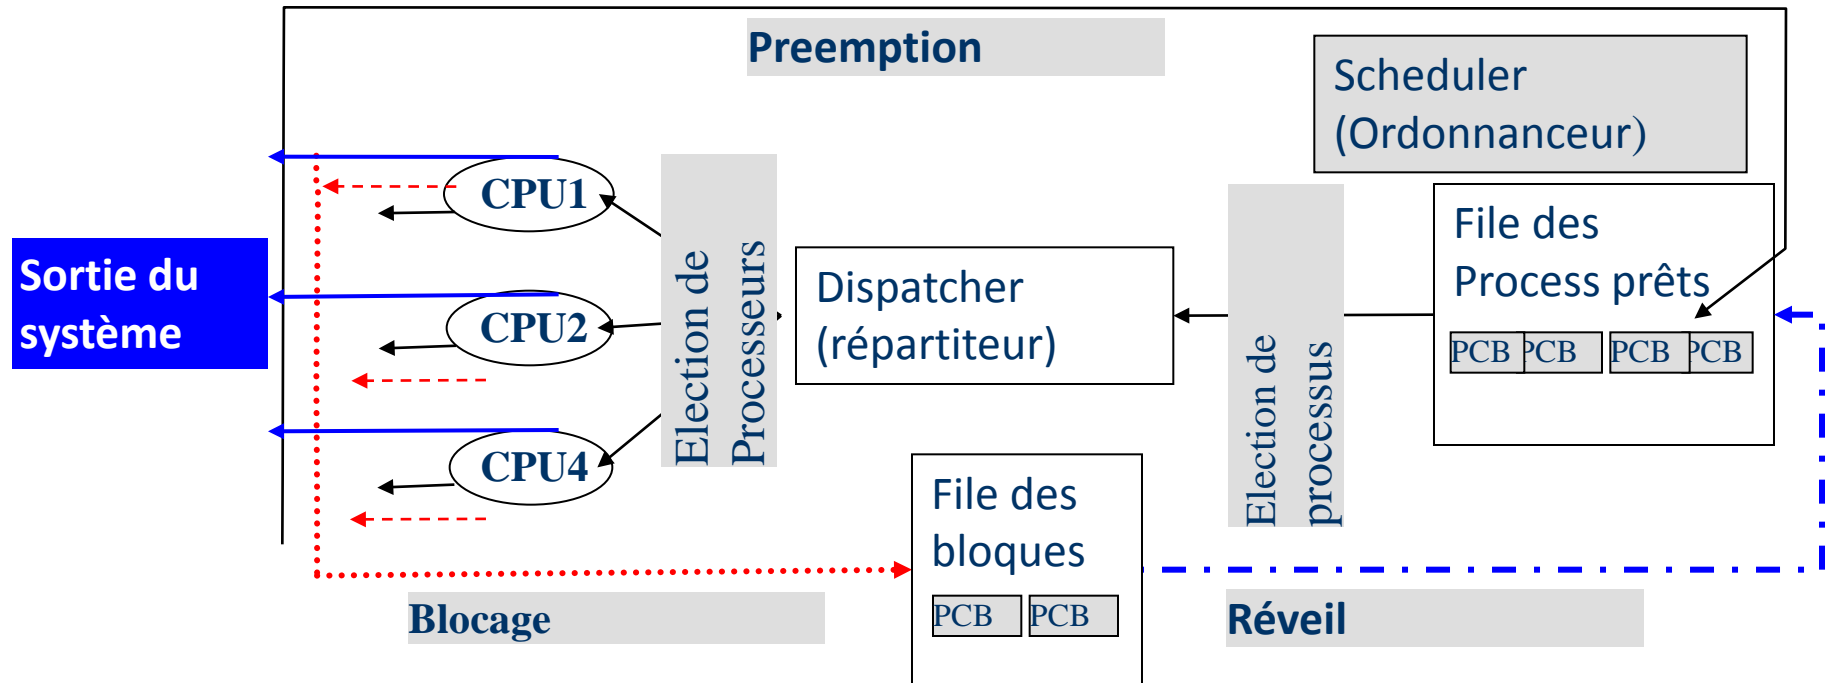 Preemption
Scheduler
(Ordonnanceur)
CPU1
Sortie du
système
CPU2
CPU4
Election de
Processeurs
Dispatcher
(répartiteur)
Election de
processus
File des
Process prêts
PCB
PCB
PCB
PCB
File des
bloques
PCB
PCB
Blocage
Réveil